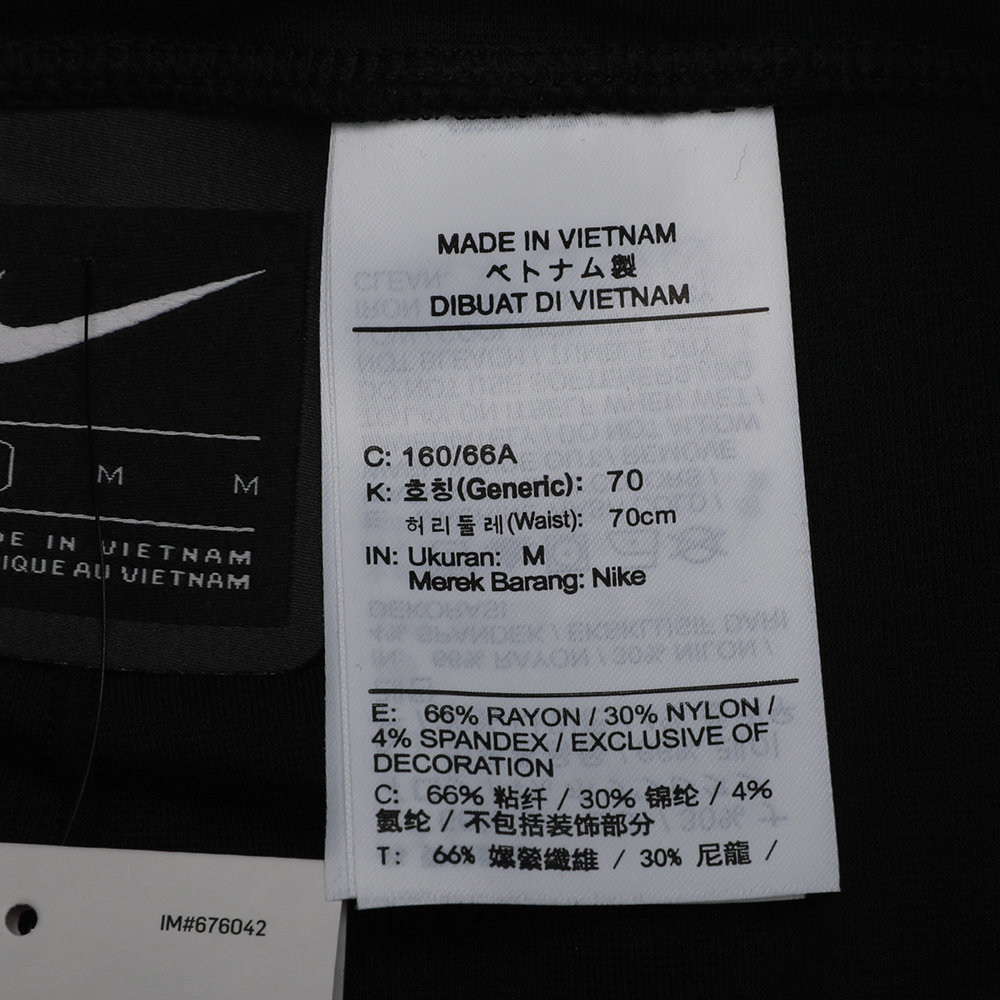 MADE IN VIETNAM
ベトナム製
DIBUAT DI VIETNAM
C: 160/66A
K: 호칭(Generic): 70
허리둘레(Waist): 70cm
IN: Ukuran: M
Merek Barang: Nike
E: 66% RAYON / 30% NYLON /
4% SPANDEX / EXCLUSIVE OF
DECORATION
C: 66% 粘纤 / 30% 锦纶 / 4%
氨纶 / 不包括装饰部分
T: 66% 嫘縈纖維 / 30% 尼龍 /
M M
DE IN VIETNAM
IQUE AU VIETNAM
IM#676042